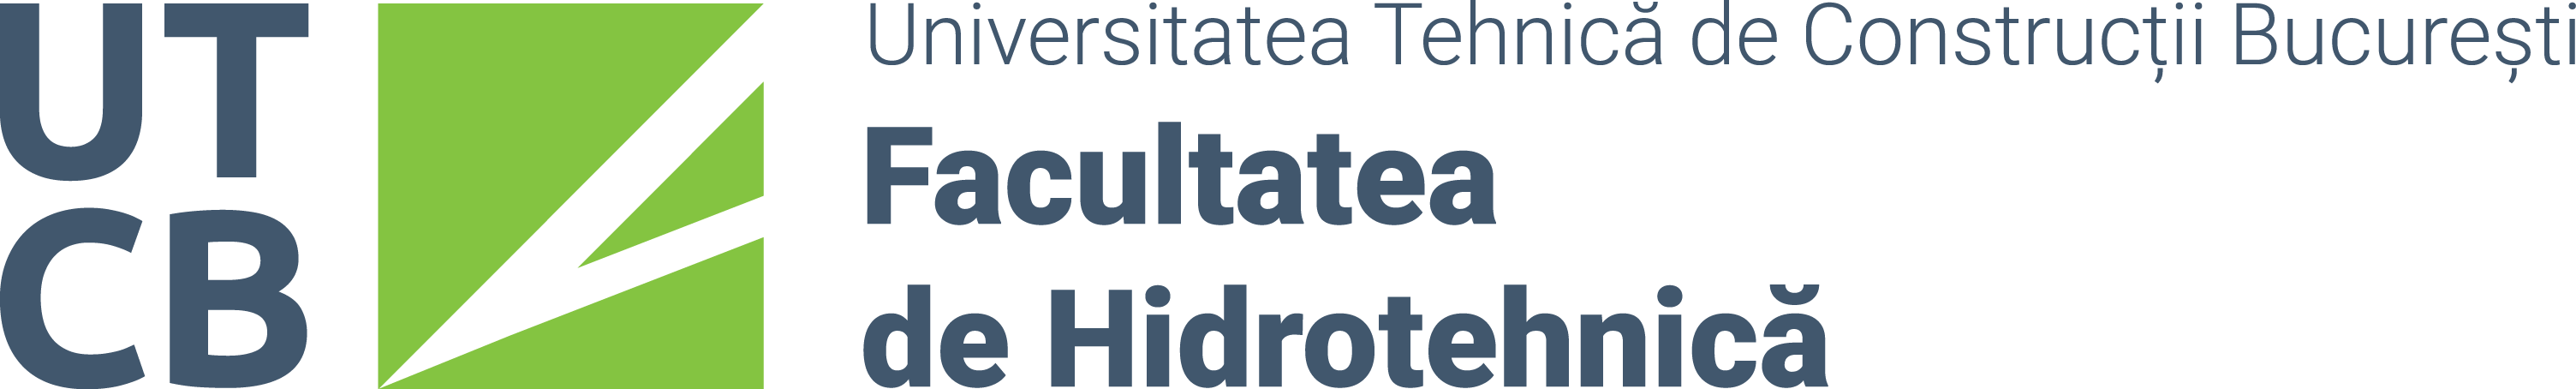 UT
CB
Universitatea Tehnică de Construcții București
Facultatea
de Hidrotehnică